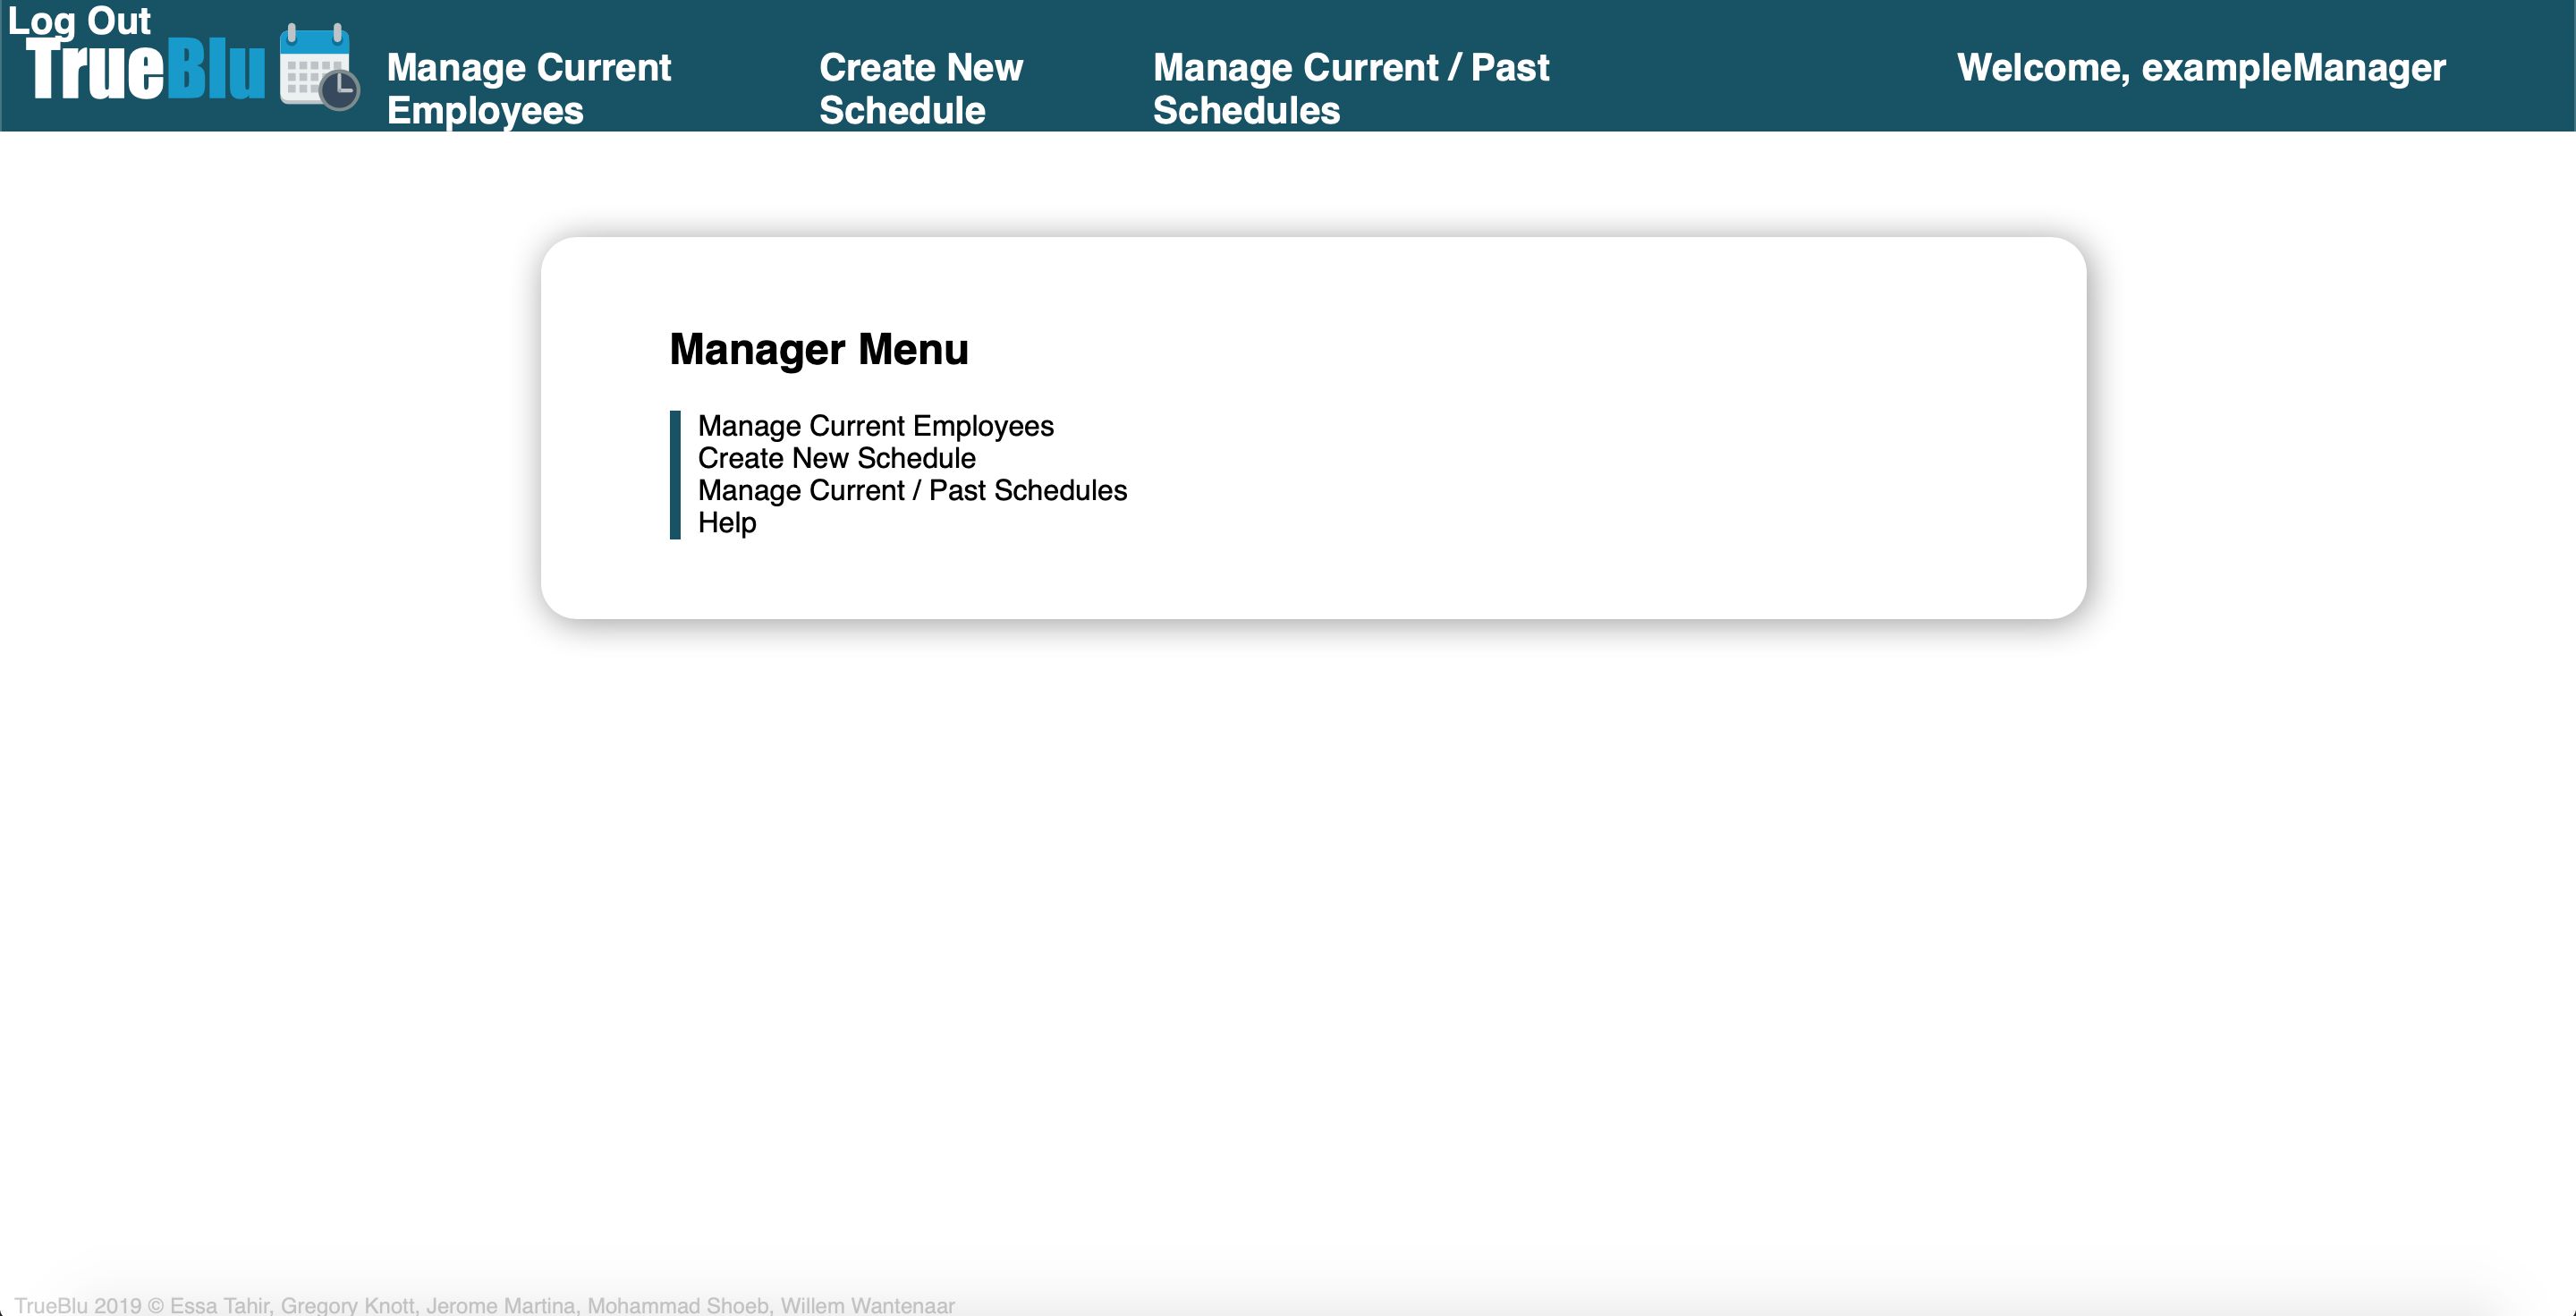 Log Out
TrueBlu
Manage Current
Employees
Create New
Schedule
Manage Current / Past
Schedules
Welcome, exampleManager
Manager Menu
Manage Current Employees
Create New Schedule
Manage Current / Past Schedules
Help
TrueBlu 2019 © Essa Tahir, Gregory Knott, Jerome Martina, Mohammad Shoeb, Willem Wantenaar